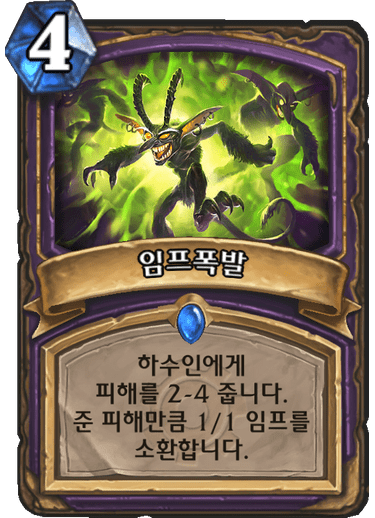 4
임프폭발
하수인에게
피해를 2-4 줍니다.
준 피해만큼 1/1 임프를
소환합니다.